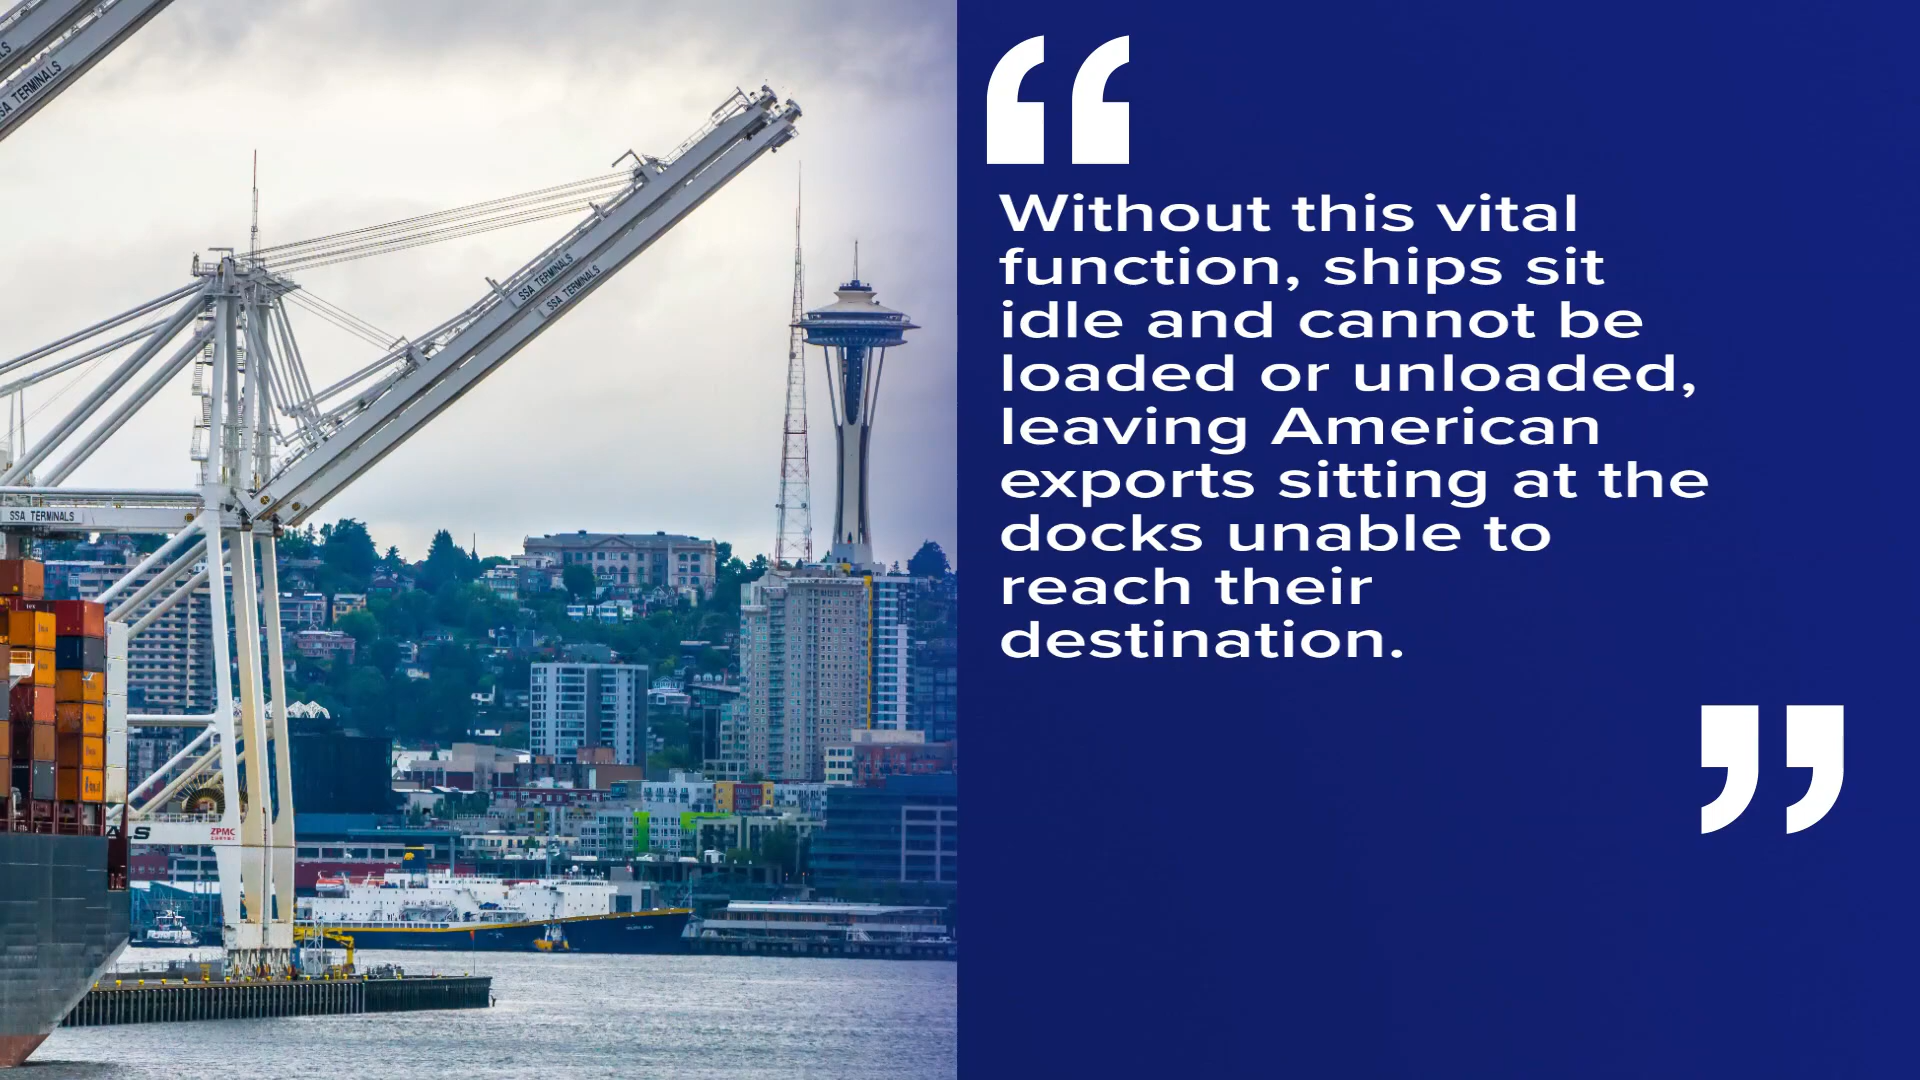 “
Without this vital
function, ships sit
idle and cannot be
loaded or unloaded,
leaving American
exports sitting at the
docks unable to
reach their
destination.
”
SSA TERMINALS
SSA TERMINALS
SSA TERMINALS
SSA TERMINALS
ALS
ZPMC